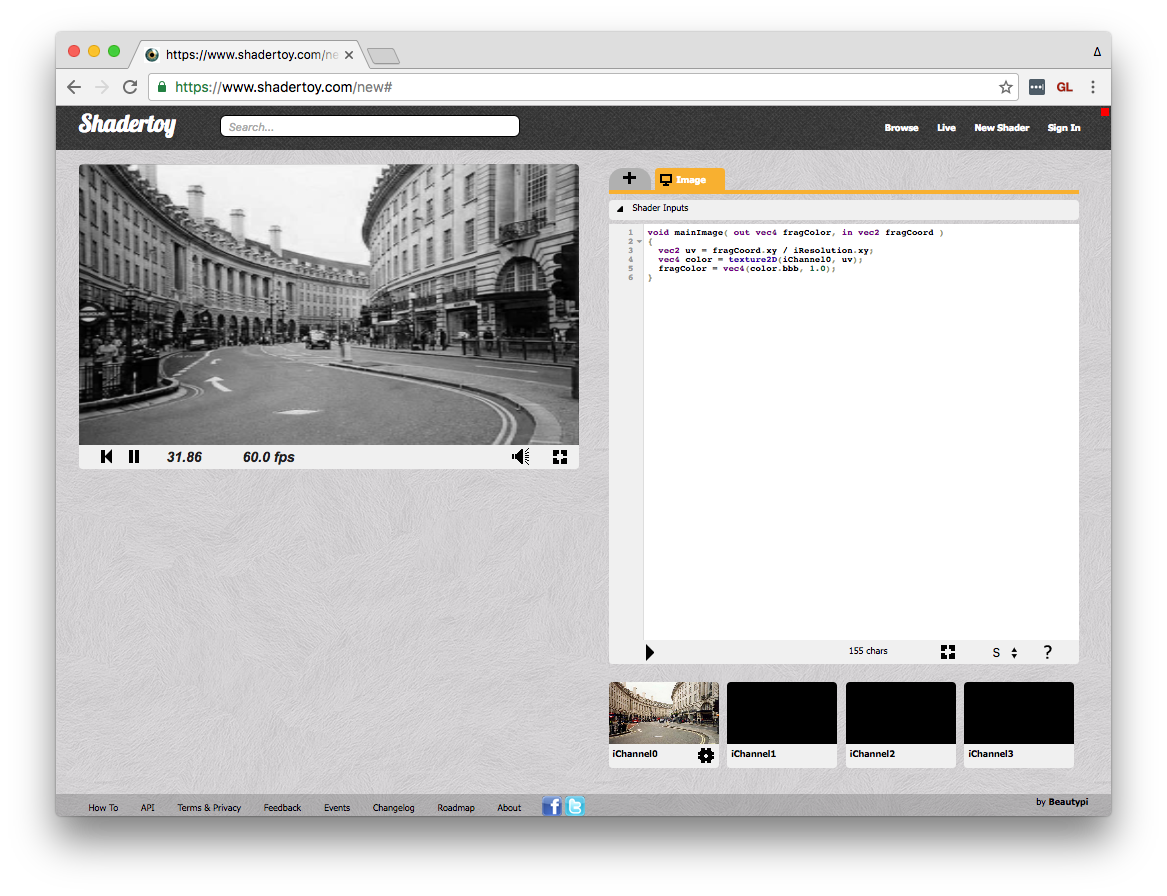 https://www.shadertoy.com/ne
https://www.shadertoy.com/new#
GL
Shadertoy
Search...
Browse Live New Shader Sign In
+ Image
Shader Inputs
1 void mainImage( out vec4 fragColor, in vec2 fragCoord )
2 {
3 vec2 uv = fragCoord.xy / iResolution.xy;
4 vec4 color = texture2D(iChannel0, uv);
5 fragColor = vec4(color.bbb, 1.0);
6 }
31.86 60.0 fps
155 chars S ?
iChannel0 iChannel1 iChannel2 iChannel3
How To API Terms & Privacy Feedback Events Changelog Roadmap About f t by Beautypi